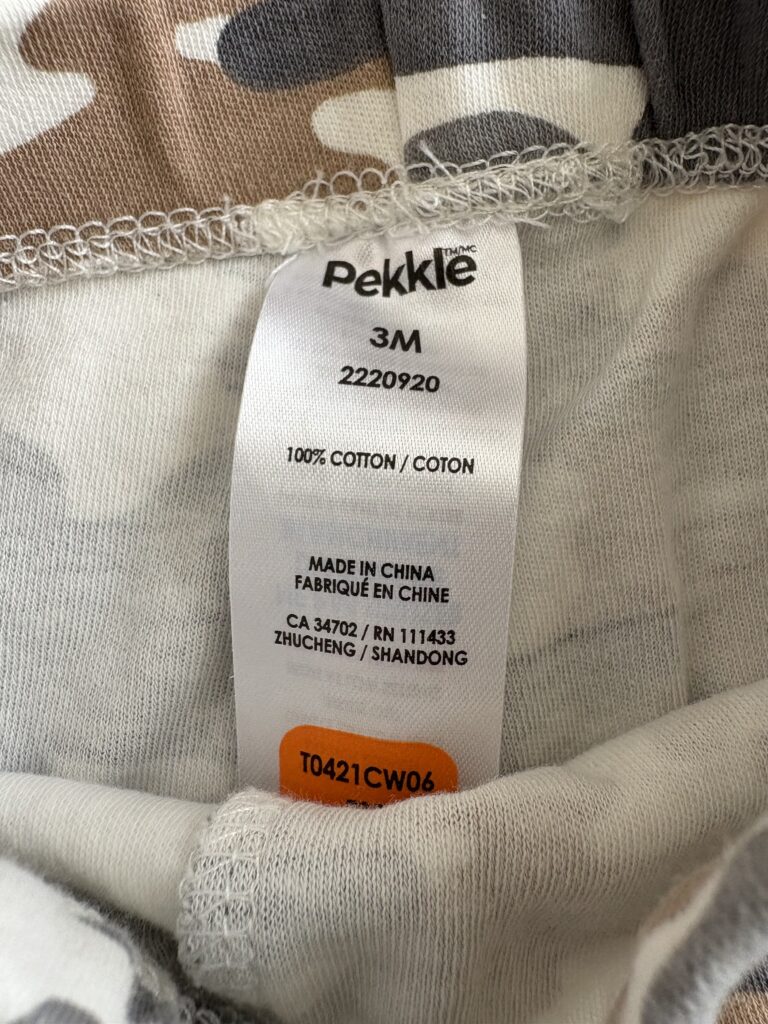 Pekkle TM/MC
3M
2220920
100% COTTON / COTON
MADE IN CHINA
FABRIQUÉ EN CHINE
CA 34702 / RN 111433
ZHUCHENG / SHANDONG
T0421CW06